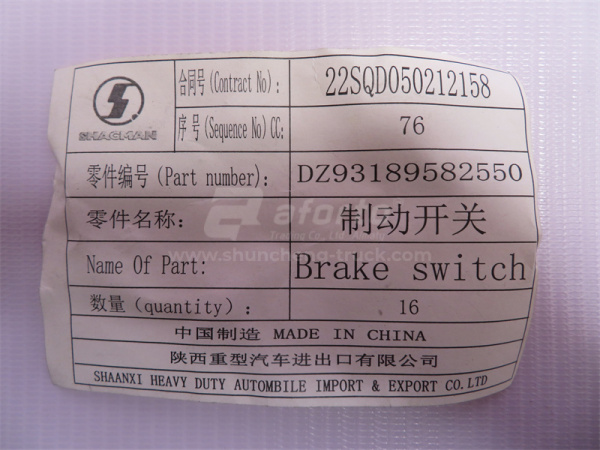 SHACMAN
合同号(Contract No): 22SQD050212158
序号(Sequence No)CC: 76
零件编号(Part number): DZ93189582550
零件名称: 制动开关
Name Of Part: Brake switch
数量(quantity): 16
中国制造 MADE IN CHINA
陕西重型汽车进出口有限公司
SHAANXI HEAVY DUTY AUTOMBILE IMPORT & EXPORT CO.LTD
www.shuncheng-truck.com